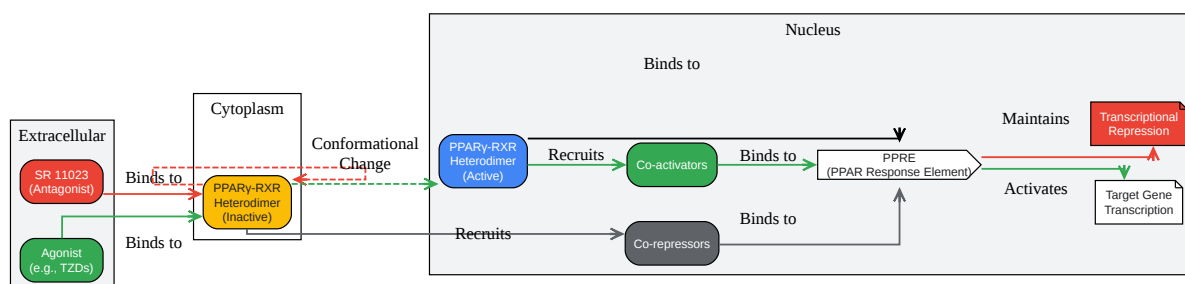 Nucleus
Binds to
Cytoplasm
Extracellular
Conformational
Change
SR 11023
(Antagonist)
Binds to
PPARγ-RXR
Heterodimer
(Inactive)
Agonist
(e.g., TZDs)
Binds to
PPARγ-RXR
Heterodimer
(Active)
Recruits
Co-activators
Binds to
PPRE
(PPAR Response Element)
Maintains
Transcriptional
Repression
Activates
Target Gene
Transcription
Recruits
Co-repressors
Binds to